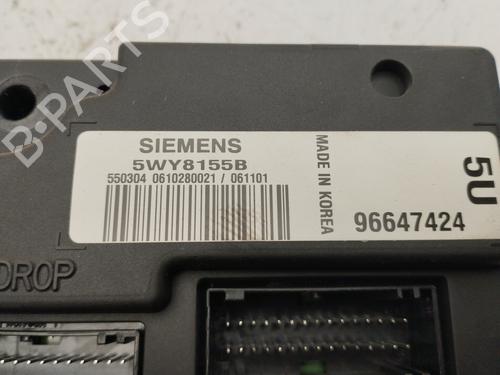 B-PARTS
SIEMENS
5WY8155B
550304 0610280021 / 061101
MADE IN KOREA
5U
96647424
DROP